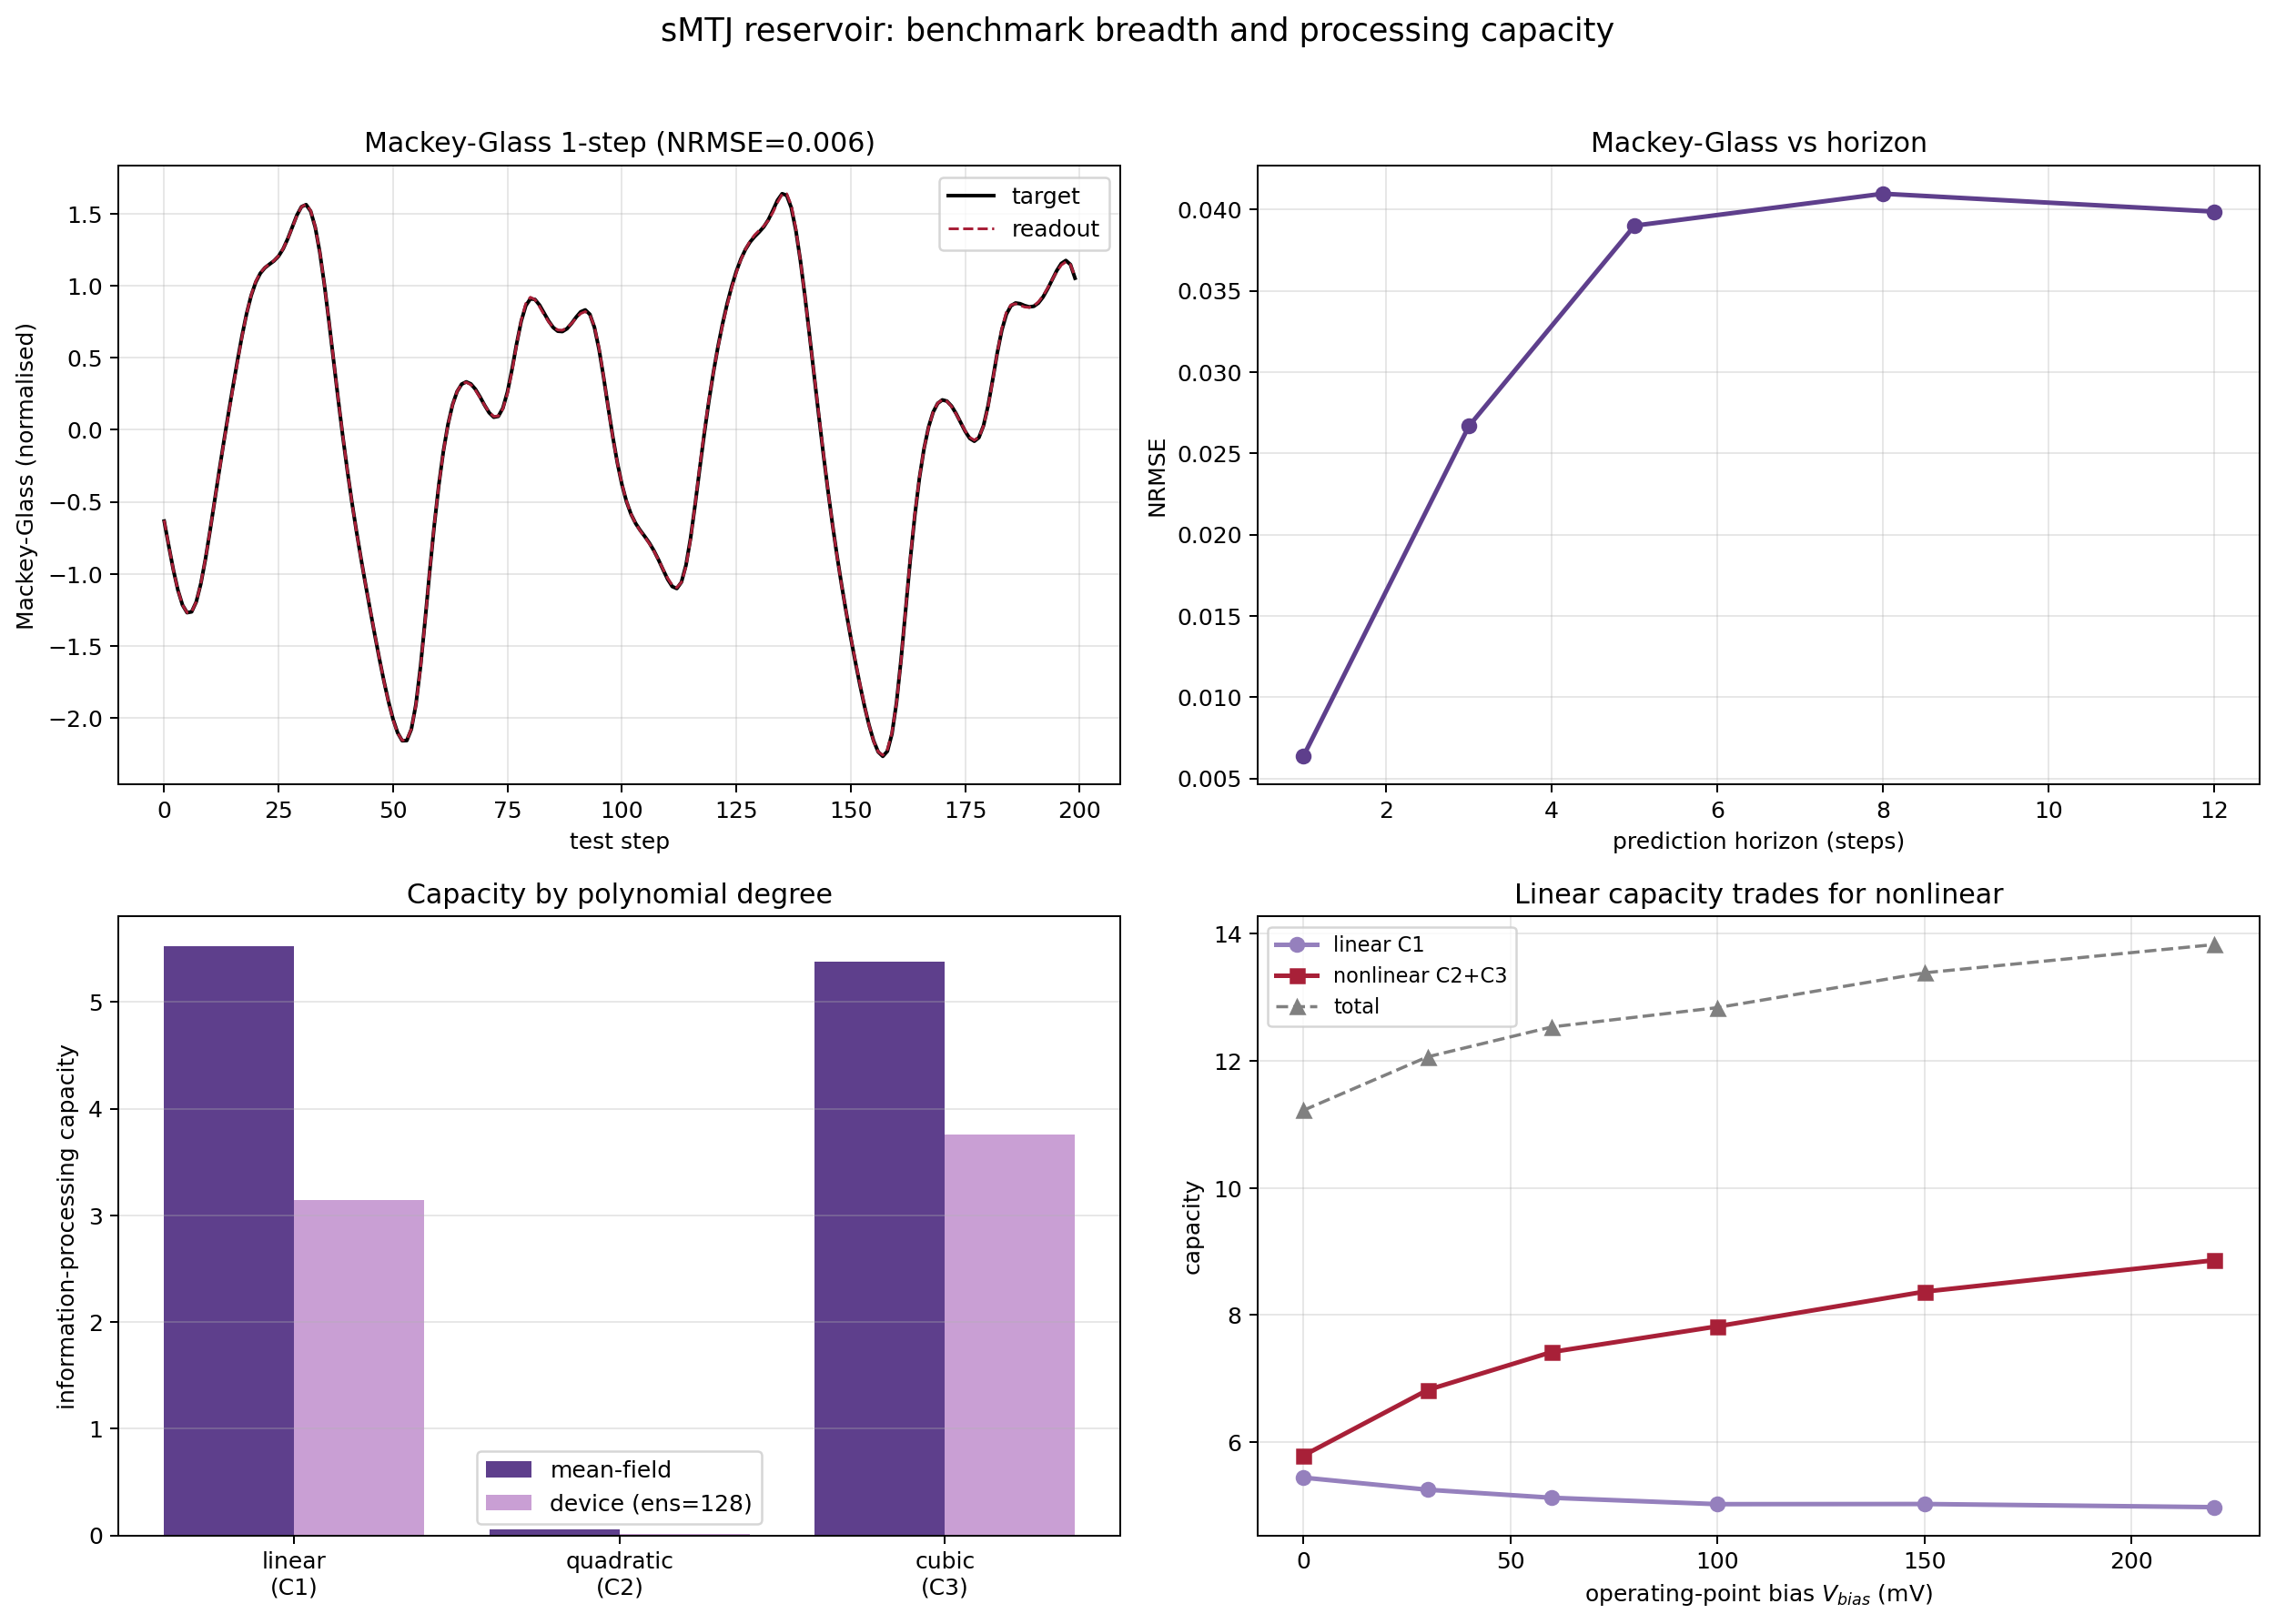 sMTJ reservoir: benchmark breadth and processing capacity
Mackey-Glass 1-step (NRMSE=0.006)
Mackey-Glass (normalised)
1.5
1.0
0.5
0.0
−0.5
−1.0
−1.5
−2.0
target
readout
0 25 50 75 100 125 150 175 200
test step
Mackey-Glass vs horizon
NRMSE
0.040
0.035
0.030
0.025
0.020
0.015
0.010
0.005
2 4 6 8 10 12
prediction horizon (steps)
Capacity by polynomial degree
information-processing capacity
5
4
3
2
1
0
mean-field
device (ens=128)
linear quadratic cubic
(C1) (C2) (C3)
Linear capacity trades for nonlinear
capacity
14
12
10
8
6
linear C1
nonlinear C2+C3
total
0 50 100 150 200
operating-point bias V_bias (mV)